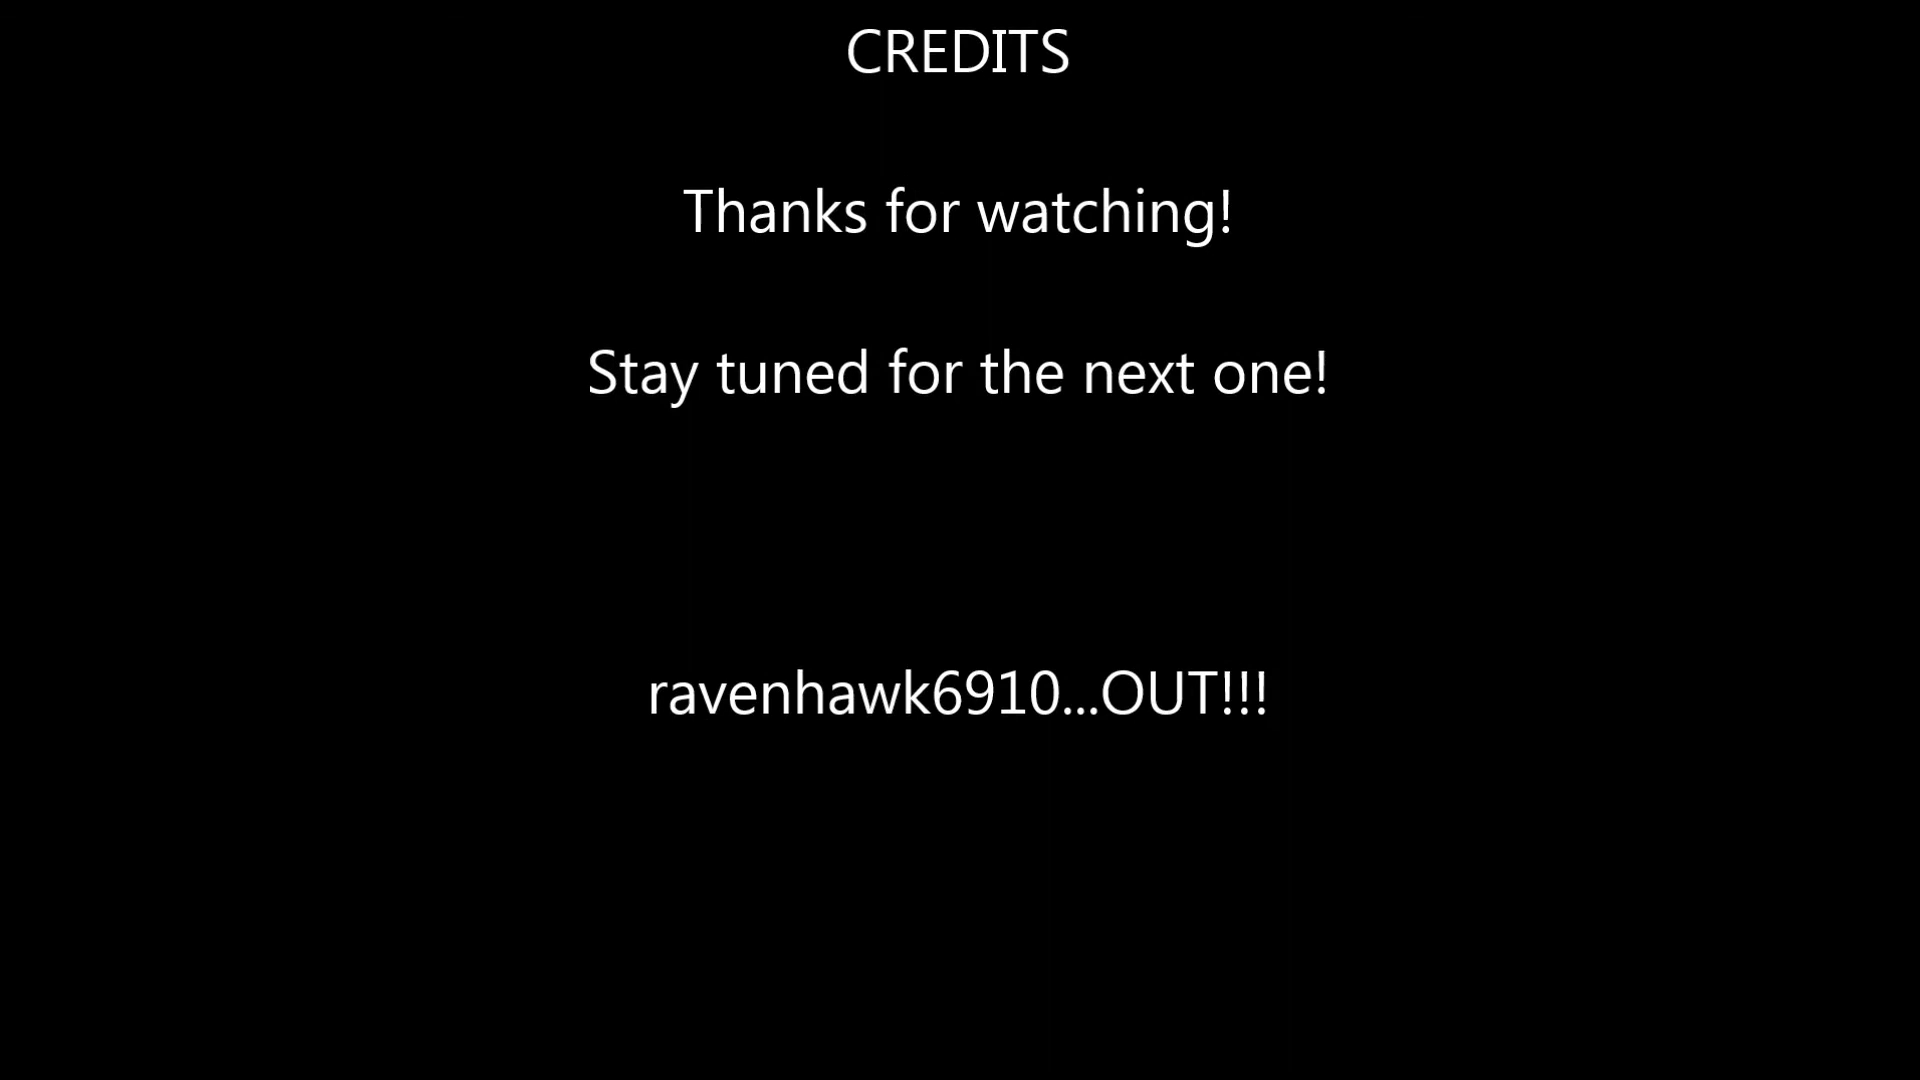 CREDITS
Thanks for watching!
Stay tuned for the next one!
ravenhawk6910...OUT!!!